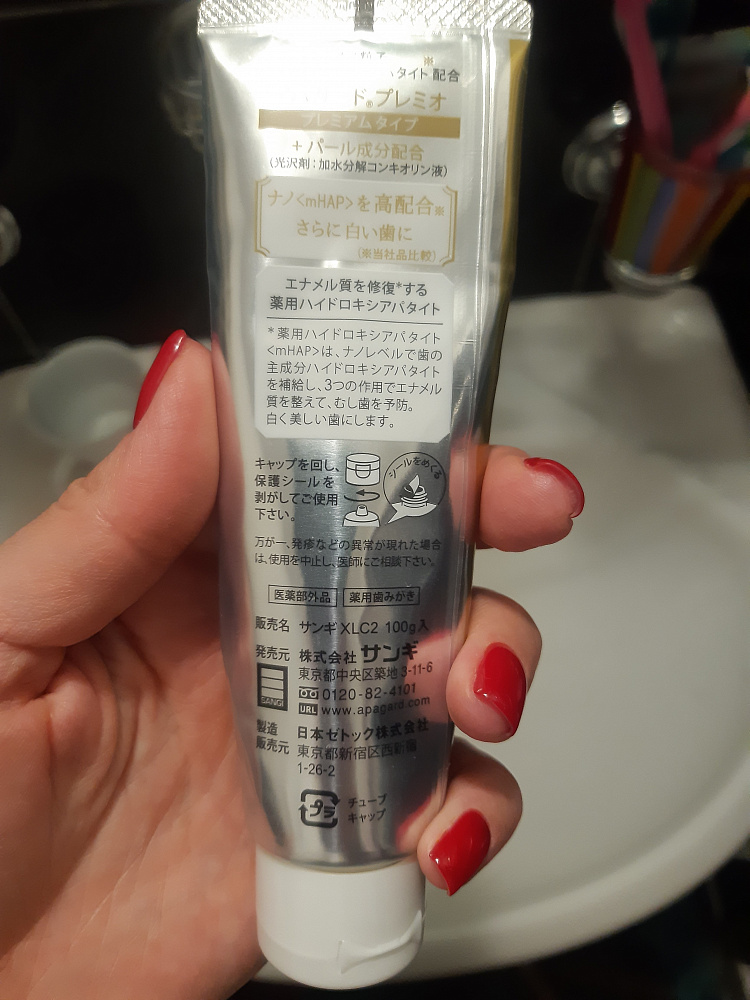 タイト 配合
ド®プレミオ
プレミアムタイプ
+ パール成分配合
(光沢剤:加水分解コンキオリン液)
ナノ<mHAP>を高配合※
さらに白い歯に
(※当社品比較)
エナメル質を修復*する
薬用ハイドロキシアパタイト
*薬用ハイドロキシアパタイト
<mHAP>は、ナノレベルで歯の
主成分ハイドロキシアパタイト
を補給し、3つの作用でエナメル
質を整えて、むし歯を予防。
白く美しい歯にします。
キャップを回し、
保護シールを
剥がしてご使用
下さい。
シールをめくる
万が一、発疹などの異常が現れた場合
は、使用を中止し、医師にご相談下さい。
医薬部外品 薬用歯みがき
販売名 サンギXLC2 100g入
発売元 株式会社 サンギ
東京都中央区築地3-11-6
SANGI
0120-82-4101
URL www.apagard.com
製造販売元 日本ゼトック株式会社
東京都新宿区西新宿
1-26-2
プラ チューブ
キャップ